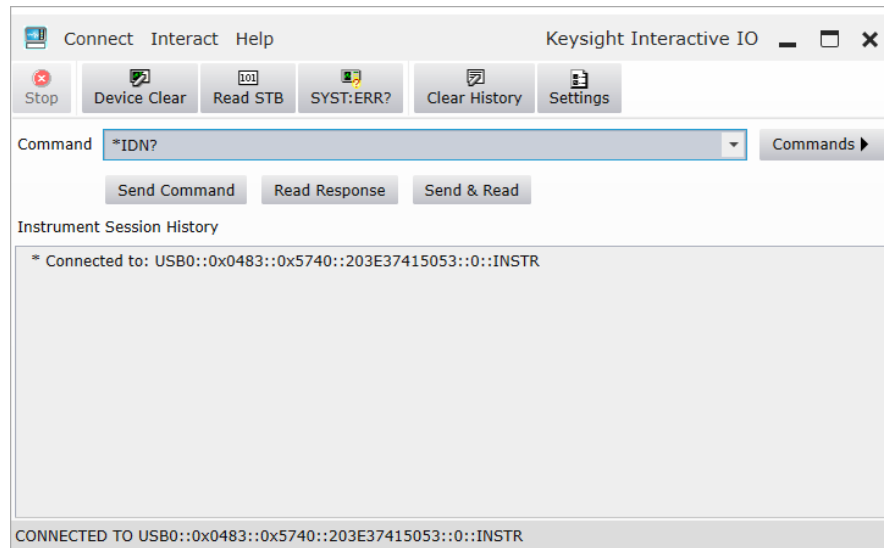 Connect Interact Help Keysight Interactive IO
Stop Device Clear Read STB SYST:ERR? Clear History Settings
Command *IDN? Commands
Send Command Read Response Send & Read
Instrument Session History
* Connected to: USB0::0x0483::0x5740::203E37415053::0::INSTR
CONNECTED TO USB0::0x0483::0x5740::203E37415053::0::INSTR